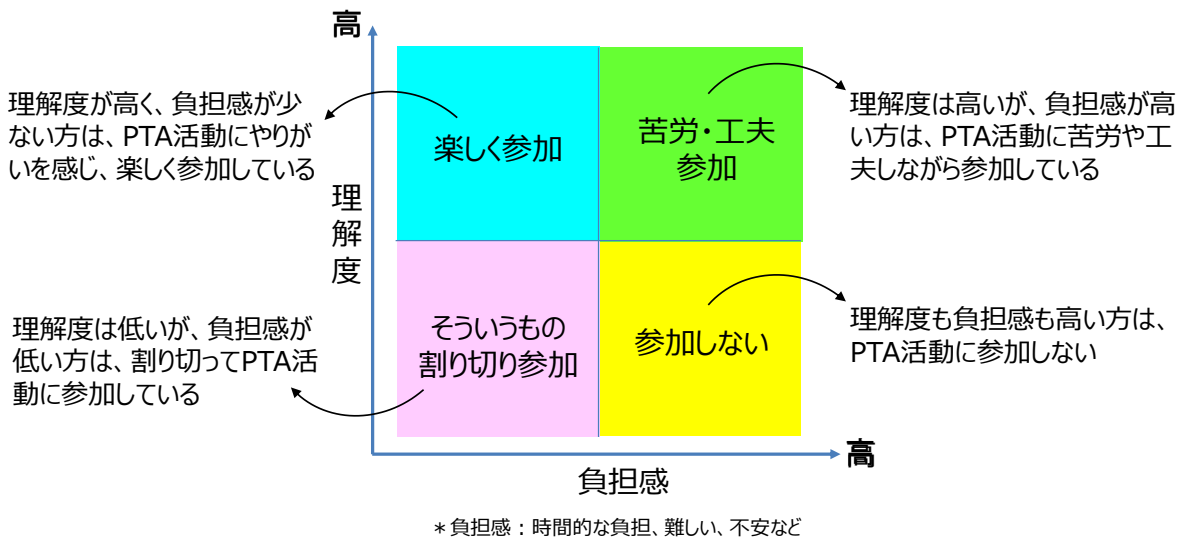 高
理解度が高く、負担感が少
ない方は、PTA活動にやりが
いを感じ、楽しく参加している
楽しく参加
苦労・工夫
参加
理解度は高いが、負担感が高
い方は、PTA活動に苦労や工
夫しながら参加している
理解度
理解度は低いが、負担感が
低い方は、割り切ってPTA活
動に参加している
そういうもの
割り切り参加
参加しない
理解度も負担感も高い方は、
PTA活動に参加しない
高
負担感
＊負担感：時間的な負担、難しい、不安など